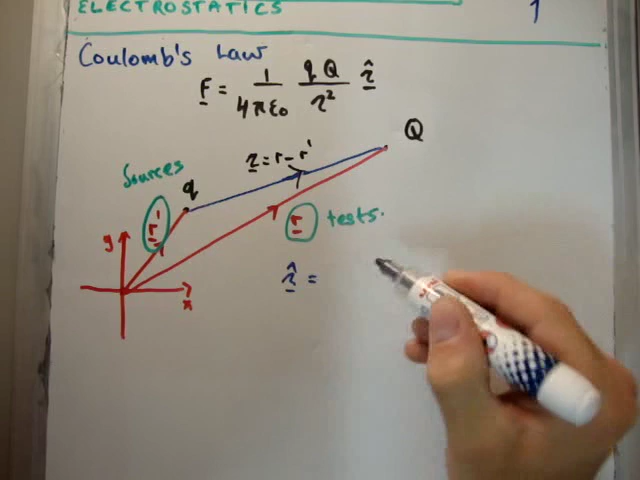 ELECTROSTATICS 1
Coulomb's Law
F = 1/4πε₀ qQ/𝓇² 𝓇̂
𝓇 = r - r'
Q
Sources
q
r'
r tests.
y
x
𝓇̂ =